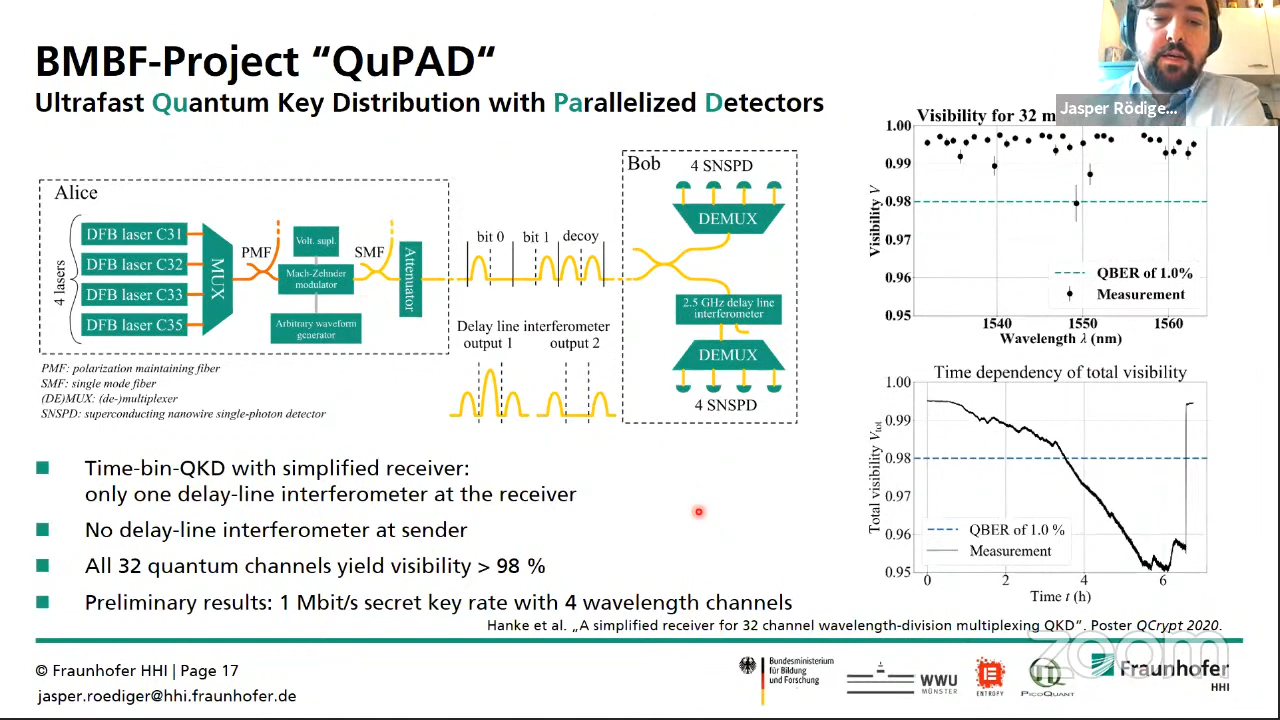 BMBF-Project “QuPAD“
Ultrafast Quantum Key Distribution with Parallelized Detectors
Jasper Rödige...
Alice
4 lasers
DFB laser C31
DFB laser C32
DFB laser C33
DFB laser C35
MUX
PMF
Volt. supl.
Mach-Zehnder
modulator
Arbitrary waveform
generator
SMF
Attenuator
bit 0
bit 1
decoy
Delay line interferometer
output 1
output 2
Bob
4 SNSPD
DEMUX
2.5 GHz delay line
interferometer
DEMUX
4 SNSPD
PMF: polarization maintaining fiber
SMF: single mode fiber
(DE)MUX: (de-)multiplexer
SNSPD: superconducting nanowire single-photon detector
Visibility for 32 m
Visibility V
1.00
0.99
0.98
0.97
0.96
0.95
QBER of 1.0%
Measurement
1540
1550
1560
Wavelength λ (nm)
Time dependency of total visibility
Total visibility Vtot
1.00
0.99
0.98
0.97
0.96
0.95
QBER of 1.0 %
Measurement
0
2
4
6
Time t (h)
Time-bin-QKD with simplified receiver:
only one delay-line interferometer at the receiver
No delay-line interferometer at sender
All 32 quantum channels yield visibility > 98 %
Preliminary results: 1 Mbit/s secret key rate with 4 wavelength channels
Hanke et al. „A simplified receiver for 32 channel wavelength-division multiplexing QKD“. Poster QCrypt 2020.
zoom
© Fraunhofer HHI | Page 17
jasper.roediger@hhi.fraunhofer.de
Bundesministerium
für Bildung
und Forschung
WWU
MÜNSTER
ENTROPY
PICOQUANT
Fraunhofer
HHI